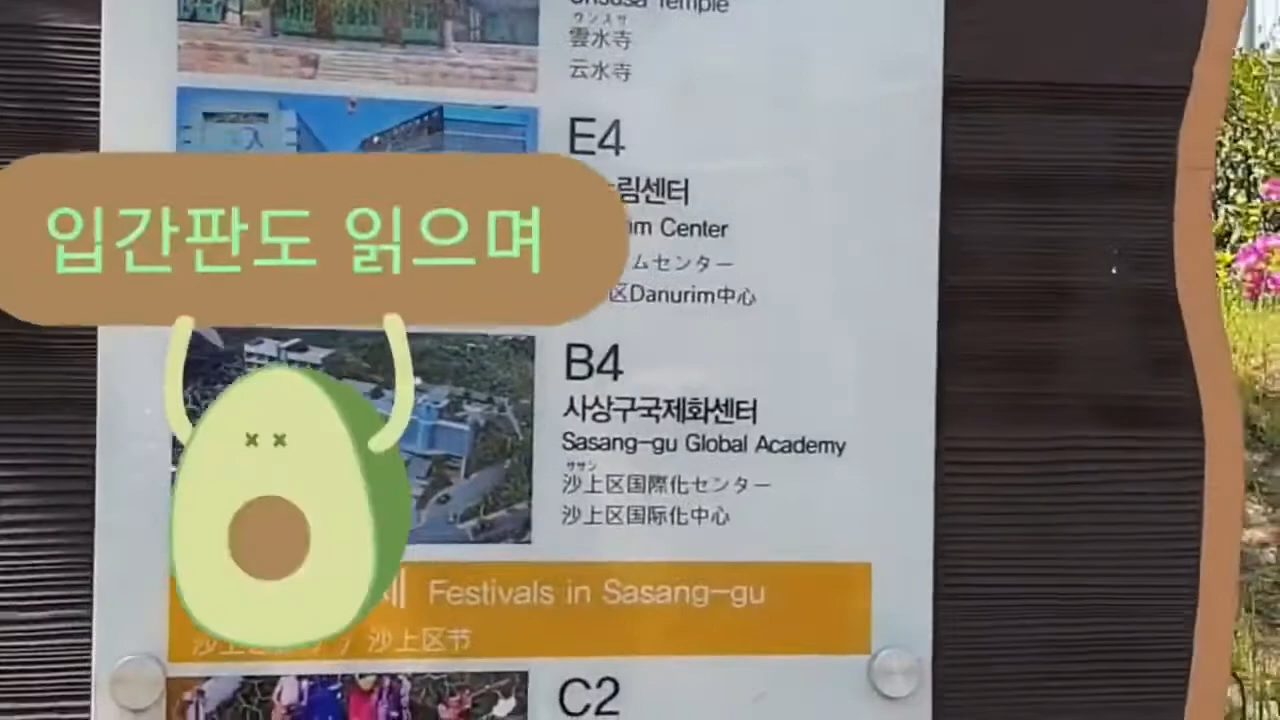 Temple
ウンスサ
雲水寺
云水寺
E4
림센터
Center
ムセンター
区Danurim中心
입간판도 읽으며
B4
사상구국제화센터
Sasang-gu Global Academy
ササン
沙上区国際化センター
沙上区国际化中心
Festivals in Sasang-gu
/ 沙上区节
C2